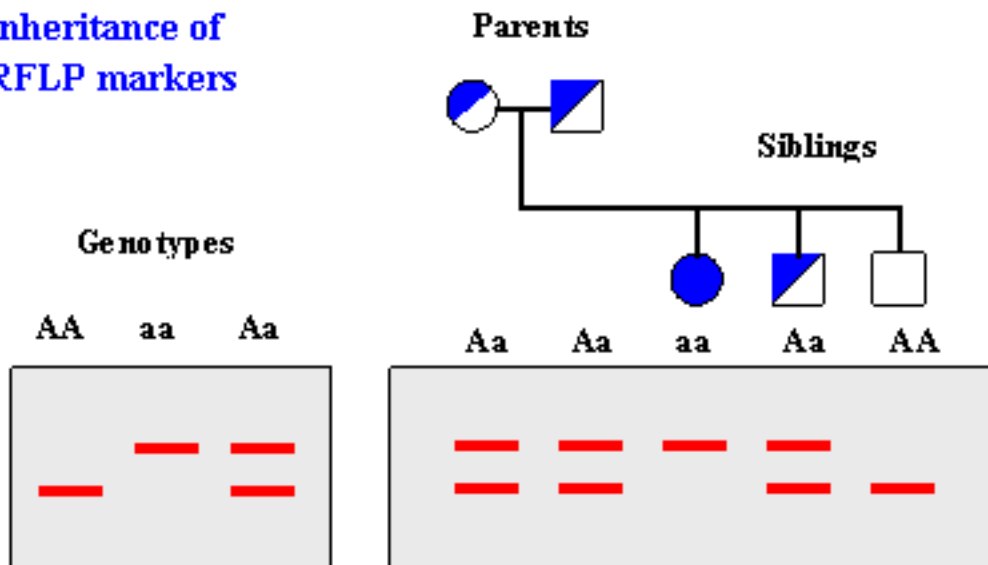 nheritance of
RFLP markers
Parents
Siblings
Genotypes
AA aa Aa
Aa Aa aa Aa AA